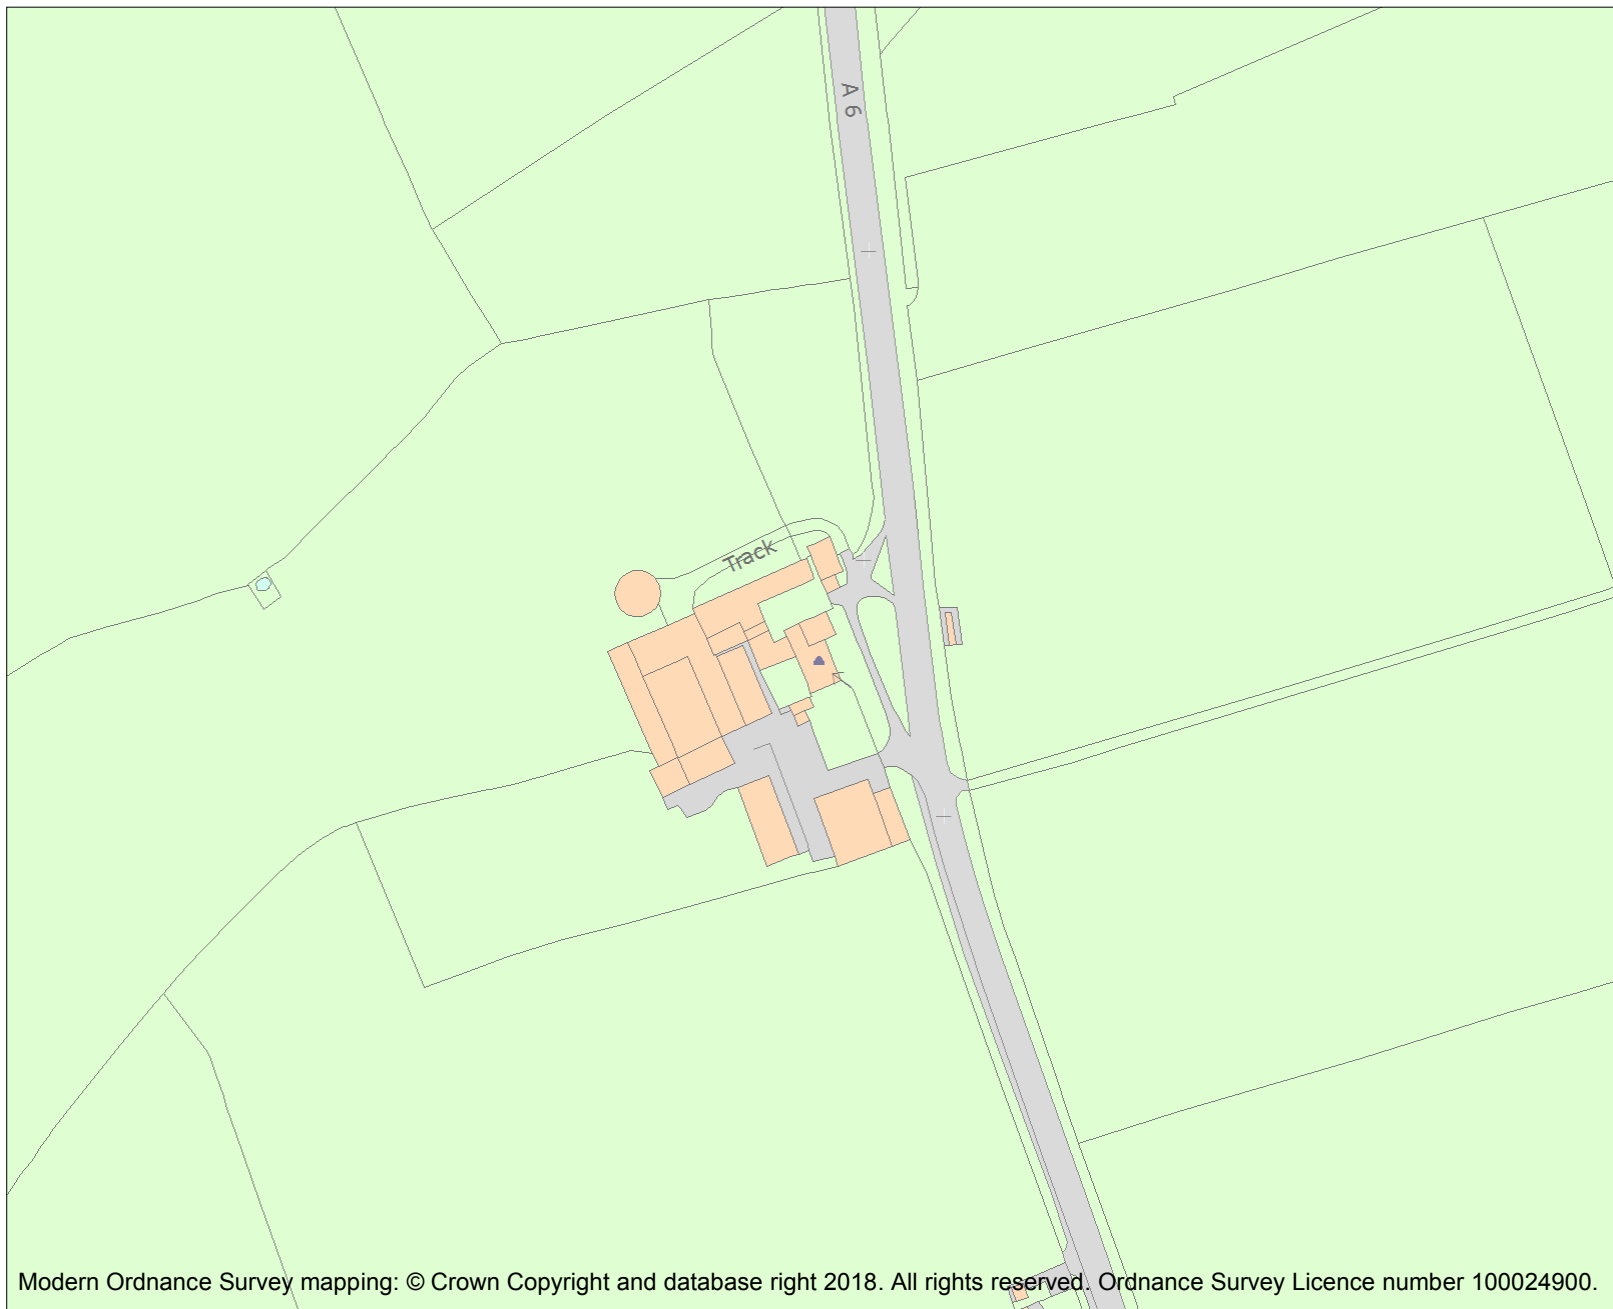 A 6
Track
Modern Ordnance Survey mapping: © Crown Copyright and database right 2018. All rights reserved. Ordnance Survey Licence number 100024900.